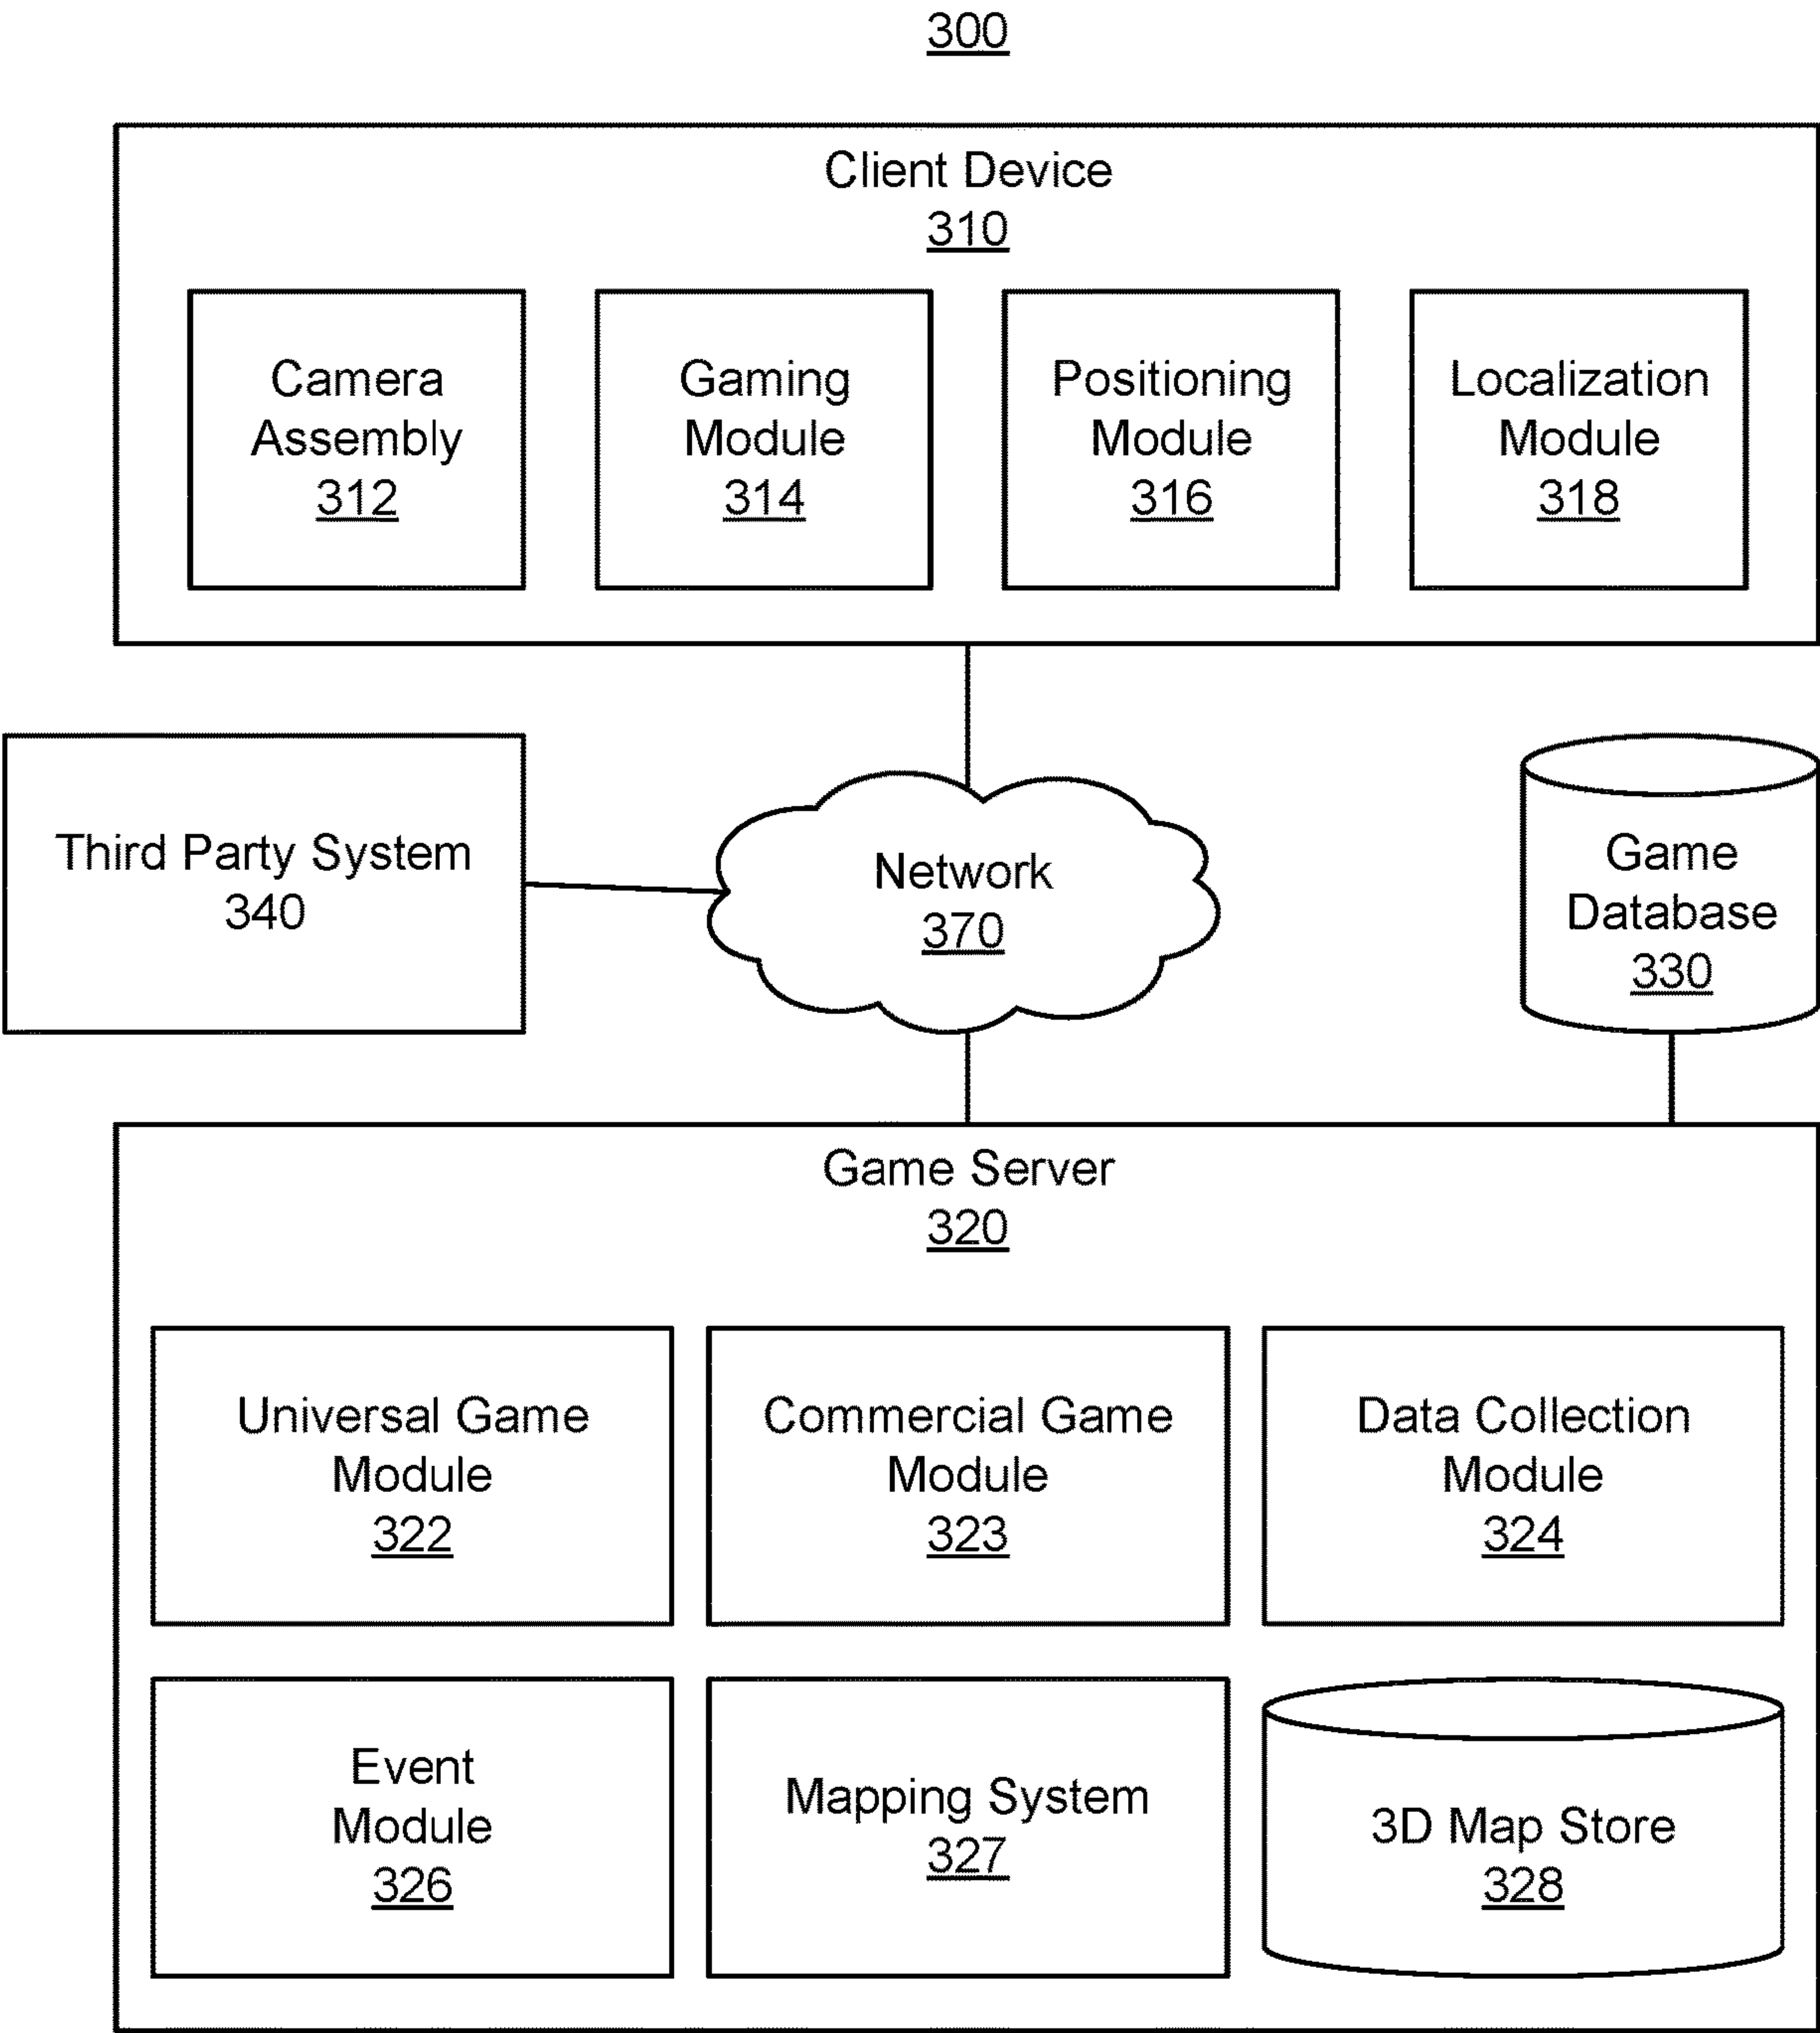 300
Client Device
310
Camera
Assembly
312
Gaming
Module
314
Positioning
Module
316
Localization
Module
318
Third Party System
340
Network
370
Game
Database
330
Game Server
320
Universal Game
Module
322
Commercial Game
Module
323
Data Collection
Module
324
Event
Module
326
Mapping System
327
3D Map Store
328